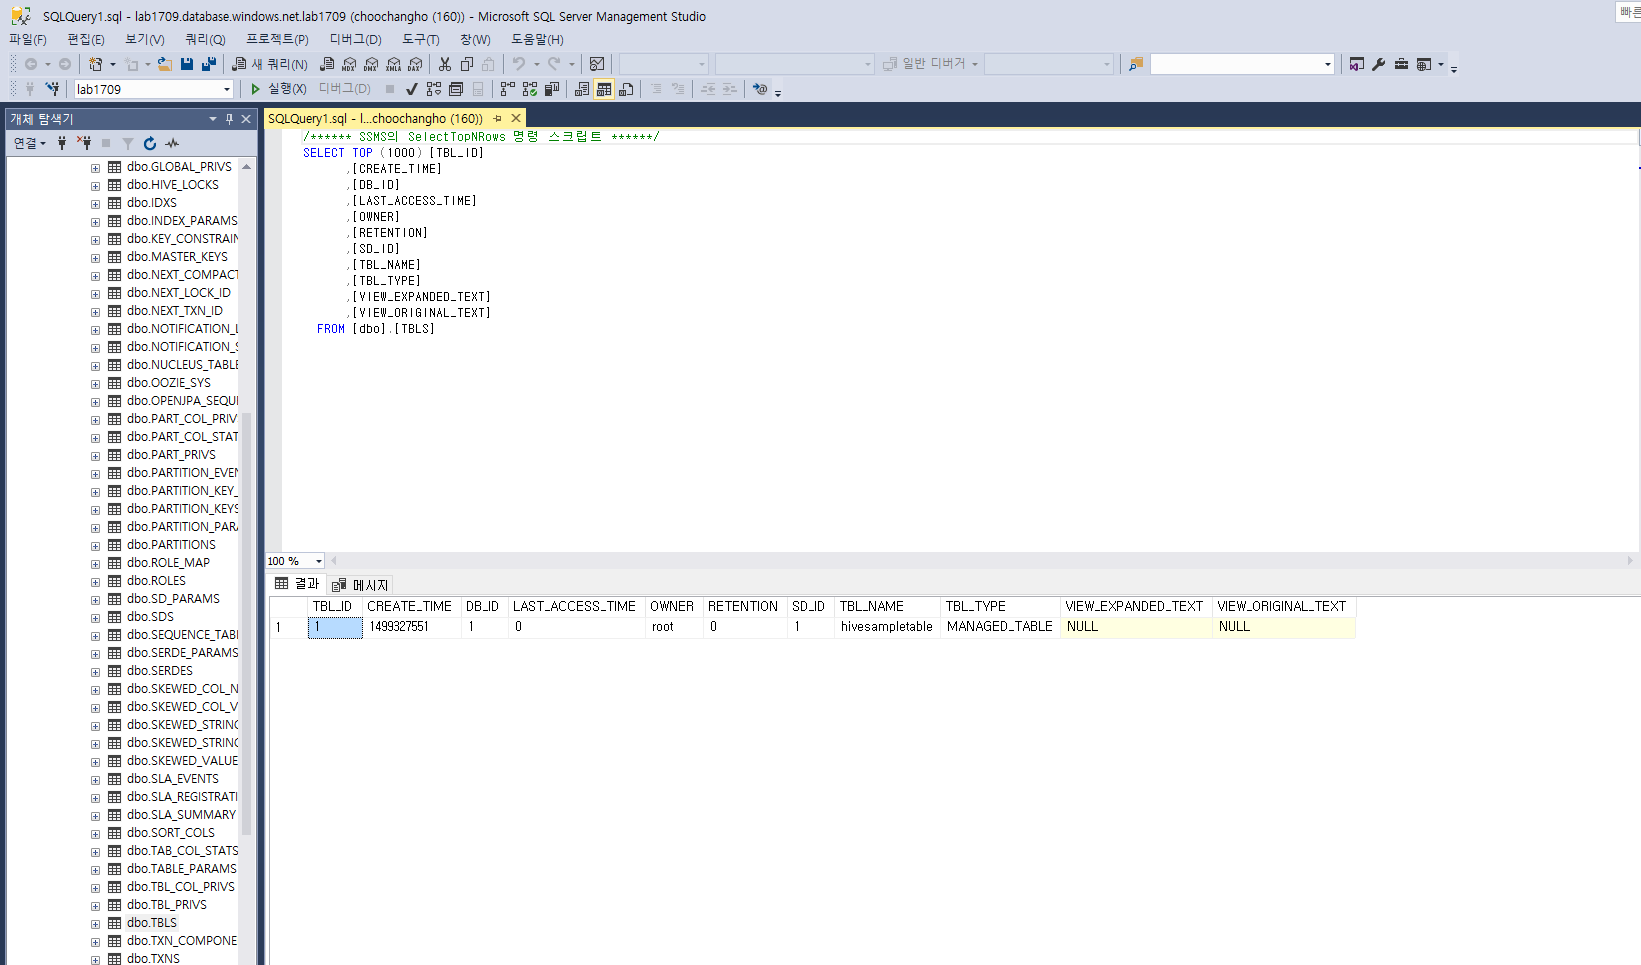 SQLQuery1.sql - lab1709.database.windows.net.lab1709 (choochangho (160)) - Microsoft SQL Server Management Studio
파일(F) 편집(E) 보기(V) 쿼리(Q) 프로젝트(P) 디버그(D) 도구(T) 창(W) 도움말(H)
새 쿼리(N) MDX DMX XMLA DAX 일반 디버거
lab1709 실행(X) 디버그(D)
개체 탐색기
연결
dbo.GLOBAL_PRIVS
dbo.HIVE_LOCKS
dbo.IDXS
dbo.INDEX_PARAMS
dbo.KEY_CONSTRAIN
dbo.MASTER_KEYS
dbo.NEXT_COMPACT
dbo.NEXT_LOCK_ID
dbo.NEXT_TXN_ID
dbo.NOTIFICATION_L
dbo.NOTIFICATION_S
dbo.NUCLEUS_TABLE
dbo.OOZIE_SYS
dbo.OPENJPA_SEQU
dbo.PART_COL_PRIV
dbo.PART_COL_STAT
dbo.PART_PRIVS
dbo.PARTITION_EVEN
dbo.PARTITION_KEY_
dbo.PARTITION_KEYS
dbo.PARTITION_PARA
dbo.PARTITIONS
dbo.ROLE_MAP
dbo.ROLES
dbo.SD_PARAMS
dbo.SDS
dbo.SEQUENCE_TABL
dbo.SERDE_PARAMS
dbo.SERDES
dbo.SKEWED_COL_N
dbo.SKEWED_COL_V
dbo.SKEWED_STRING
dbo.SKEWED_STRING
dbo.SKEWED_VALUE
dbo.SLA_EVENTS
dbo.SLA_REGISTRATI
dbo.SLA_SUMMARY
dbo.SORT_COLS
dbo.TAB_COL_STATS
dbo.TABLE_PARAMS
dbo.TBL_COL_PRIVS
dbo.TBL_PRIVS
dbo.TBLS
dbo.TXN_COMPONE
dbo.TXNS
SQLQuery1.sql - l...choochangho (160))
/****** SSMS의 SelectTopNRows 명령 스크립트 ******/
SELECT TOP (1000) [TBL_ID]
,[CREATE_TIME]
,[DB_ID]
,[LAST_ACCESS_TIME]
,[OWNER]
,[RETENTION]
,[SD_ID]
,[TBL_NAME]
,[TBL_TYPE]
,[VIEW_EXPANDED_TEXT]
,[VIEW_ORIGINAL_TEXT]
FROM [dbo].[TBLS]
100 %
결과 메시지
TBL_ID CREATE_TIME DB_ID LAST_ACCESS_TIME OWNER RETENTION SD_ID TBL_NAME TBL_TYPE VIEW_EXPANDED_TEXT VIEW_ORIGINAL_TEXT
1 1 1499327551 1 0 root 0 1 hivesampletable MANAGED_TABLE NULL NULL